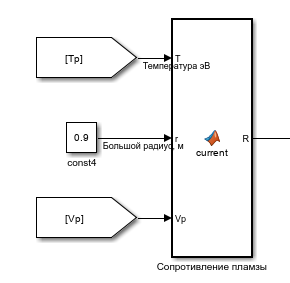 [Tp]
T
Температура эВ
0.9
const4
Большой радиус, м
r
current
R
[Vp]
Vp
Сопротивление пламзы